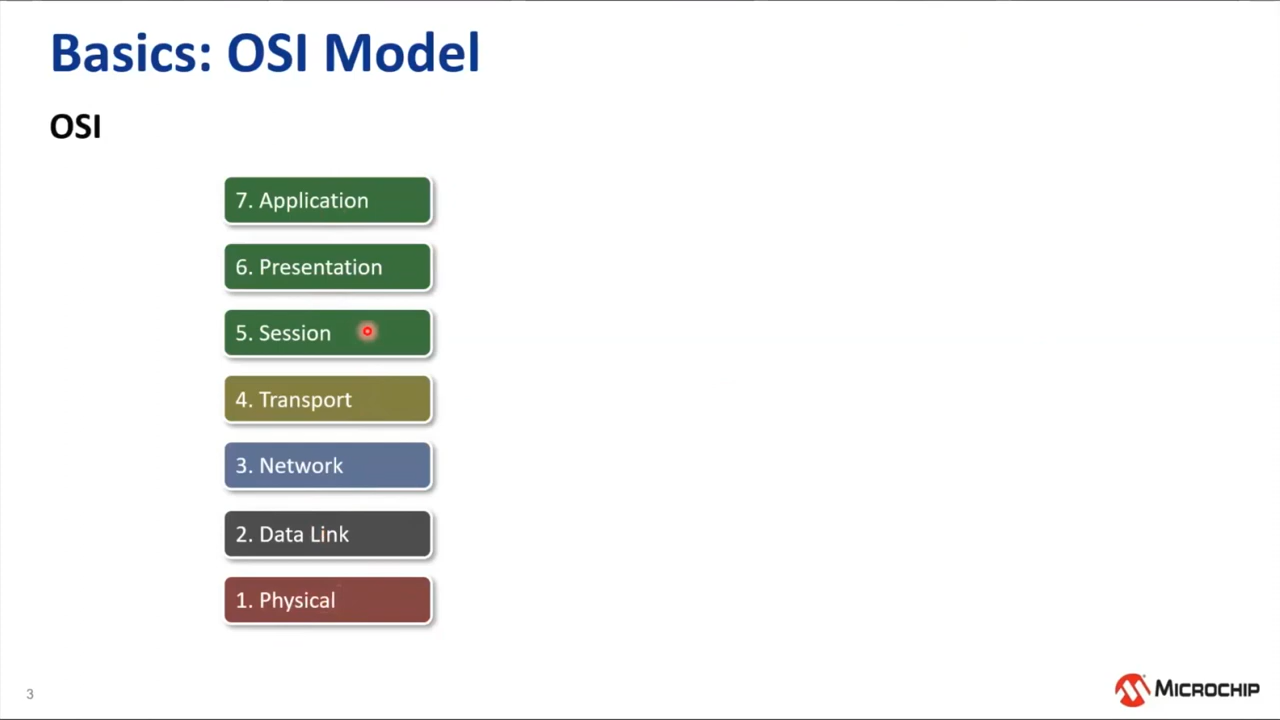 Basics: OSI Model
OSI
7. Application
6. Presentation
5. Session
4. Transport
3. Network
2. Data Link
1. Physical
3
MICROCHIP